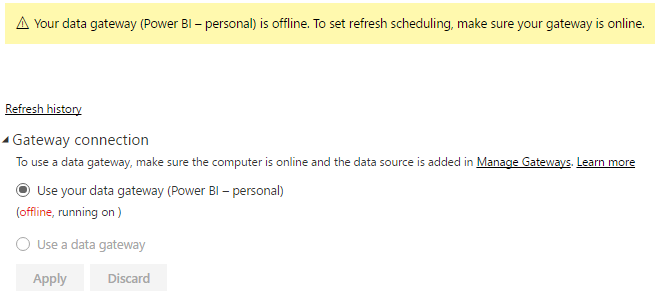 Your data gateway (Power BI – personal) is offline. To set refresh scheduling, make sure your gateway is online.
Refresh history
Gateway connection
To use a data gateway, make sure the computer is online and the data source is added in Manage Gateways. Learn more
Use your data gateway (Power BI – personal)
(offline, running on )
Use a data gateway
Apply Discard